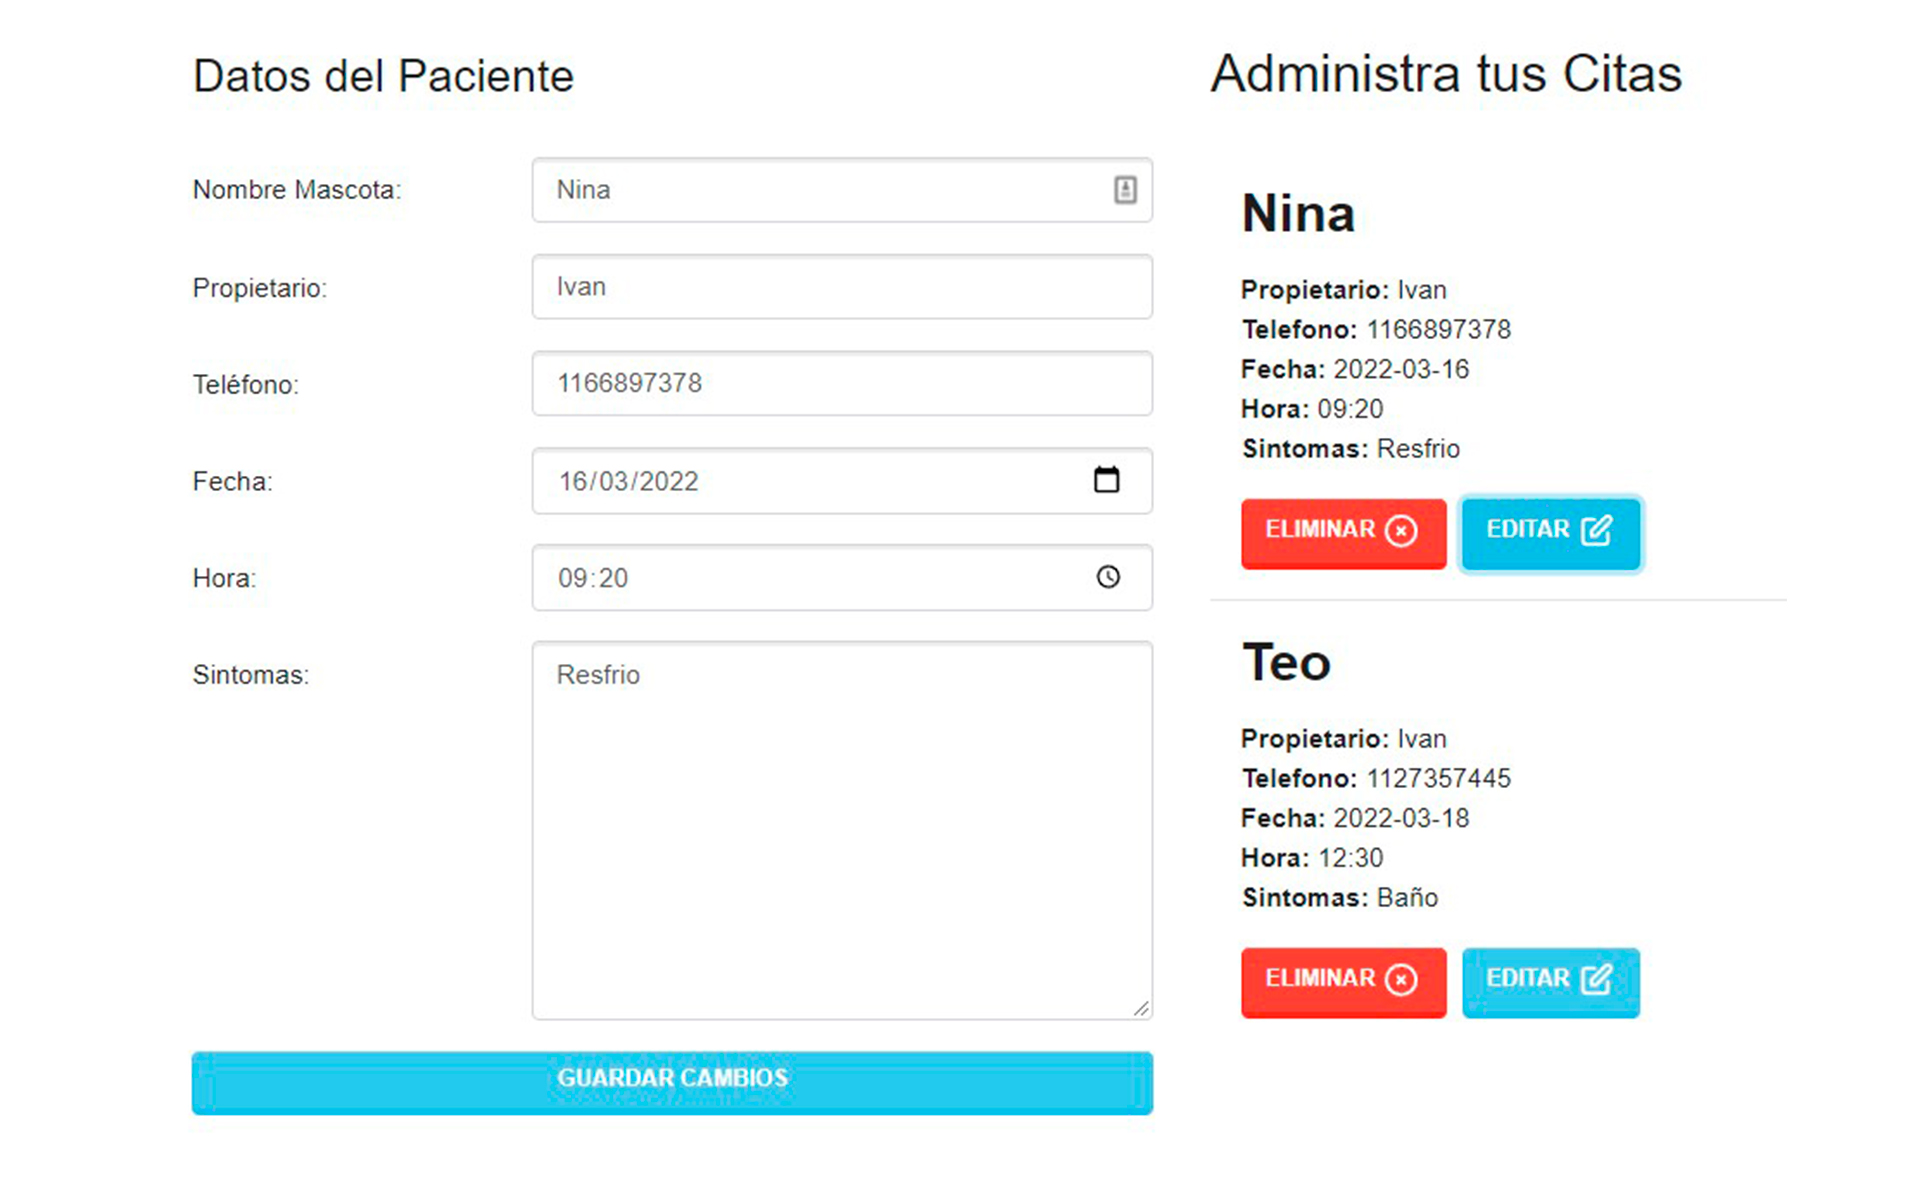 Datos del Paciente
Nombre Mascota: Nina
Propietario: Ivan
Teléfono: 1166897378
Fecha: 16/03/2022
Hora: 09:20
Sintomas: Resfrio
GUARDAR CAMBIOS
Administra tus Citas
Nina
Propietario: Ivan
Telefono: 1166897378
Fecha: 2022-03-16
Hora: 09:20
Sintomas: Resfrio
ELIMINAR EDITAR
Teo
Propietario: Ivan
Telefono: 1127357445
Fecha: 2022-03-18
Hora: 12:30
Sintomas: Baño
ELIMINAR EDITAR